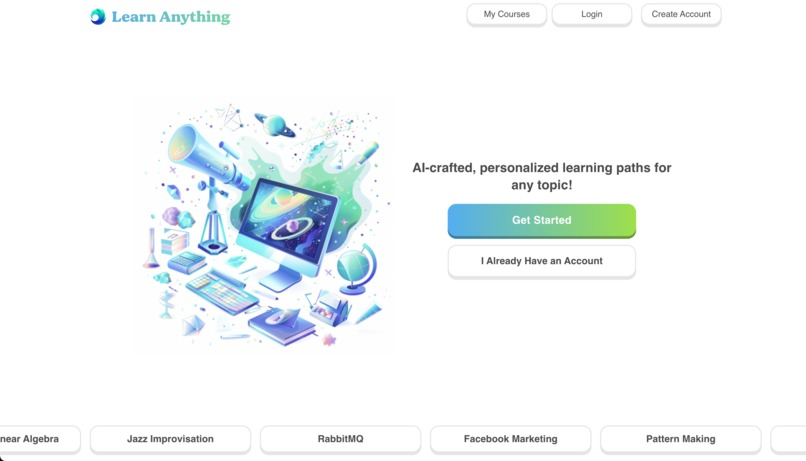 Learn Anything
My Courses
Login
Create Account
AI-crafted, personalized learning paths for
any topic!
Get Started
I Already Have an Account
near Algebra
Jazz Improvisation
RabbitMQ
Facebook Marketing
Pattern Making